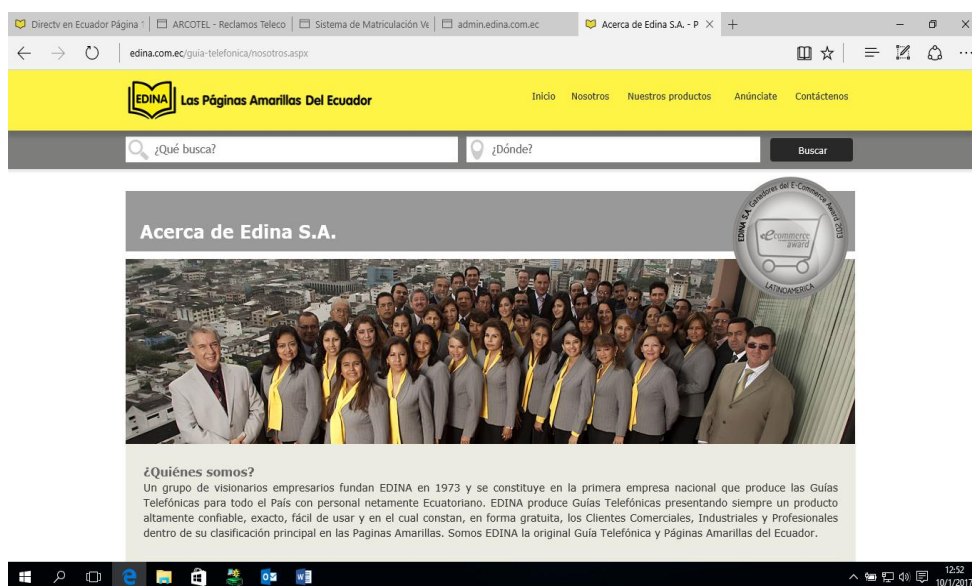 Directv en Ecuador Página 1
ARCOTEL - Reclamos Teleco
Sistema de Matriculación Ve
admin.edina.com.ec
Acerca de Edina S.A. - P
edina.com.ec/guia-telefonica/nosotros.aspx
EDINA
Las Páginas Amarillas Del Ecuador
Inicio Nosotros Nuestros productos Anúnciate Contáctenos
¿Qué busca?
¿Dónde?
Buscar
Acerca de Edina S.A.
EDINA S.A. Ganadores del E-Commerce Award 2013
eCommerce
award
LATINOAMERICA
¿Quiénes somos?
Un grupo de visionarios empresarios fundan EDINA en 1973 y se constituye en la primera empresa nacional que produce las Guías
Telefónicas para todo el País con personal netamente Ecuatoriano. EDINA produce Guías Telefónicas presentando siempre un producto
altamente confiable, exacto, fácil de usar y en el cual constan, en forma gratuita, los Clientes Comerciales, Industriales y Profesionales
dentro de su clasificación principal en las Paginas Amarillas. Somos EDINA la original Guía Telefónica y Páginas Amarillas del Ecuador.
12:52
10/1/2017